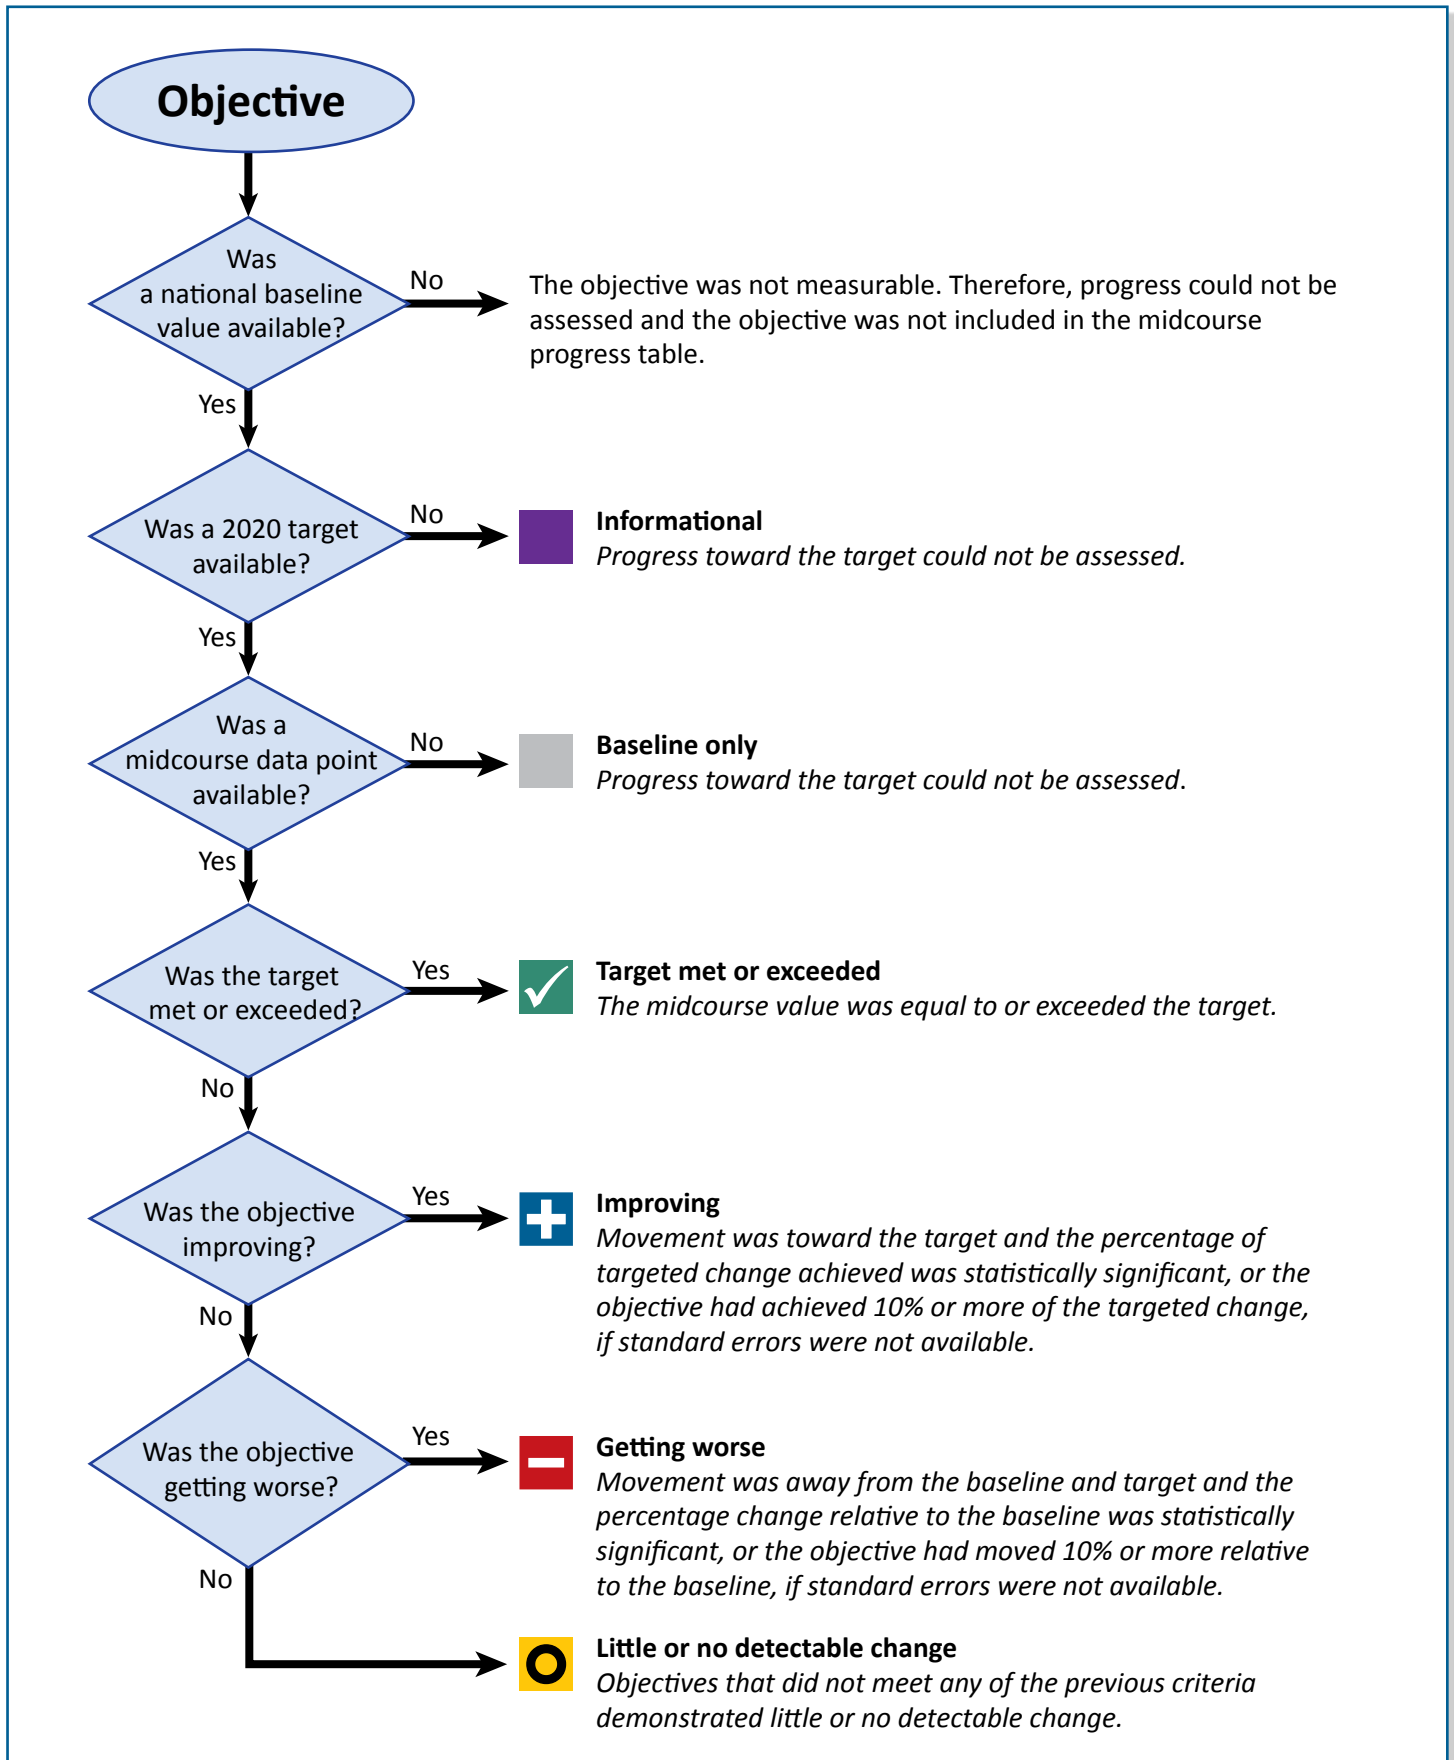 Objective
Was
a national baseline
value available?
No
The objective was not measurable. Therefore, progress could not be
assessed and the objective was not included in the midcourse
progress table.
Yes
Was a 2020 target
available?
No
Informational
Progress toward the target could not be assessed.
Yes
Was a
midcourse data point
available?
No
Baseline only
Progress toward the target could not be assessed.
Yes
Was the target
met or exceeded?
Yes
Target met or exceeded
The midcourse value was equal to or exceeded the target.
No
Was the objective
improving?
Yes
Improving
Movement was toward the target and the percentage of
targeted change achieved was statistically significant, or the
objective had achieved 10% or more of the targeted change,
if standard errors were not available.
No
Was the objective
getting worse?
Yes
Getting worse
Movement was away from the baseline and target and the
percentage change relative to the baseline was statistically
significant, or the objective had moved 10% or more relative
to the baseline, if standard errors were not available.
No
Little or no detectable change
Objectives that did not meet any of the previous criteria
demonstrated little or no detectable change.